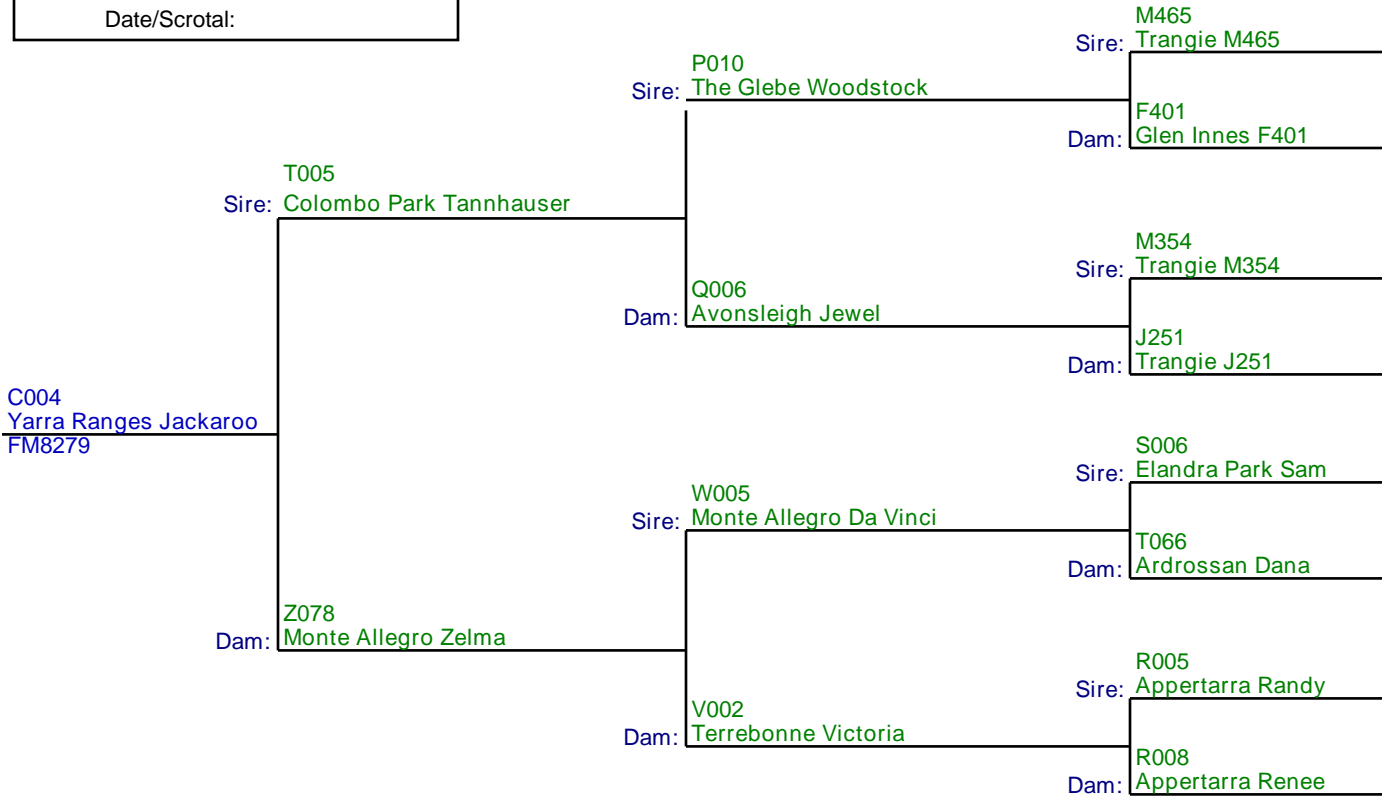 Date/Scrotal:
M465
Sire: Trangie M465
P010
Sire: The Glebe Woodstock
F401
Dam: Glen Innes F401
T005
Sire: Colombo Park Tannhauser
M354
Sire: Trangie M354
Q006
Dam: Avonsleigh Jewel
J251
Dam: Trangie J251
C004
Yarra Ranges Jackaroo
FM8279
S006
Sire: Elandra Park Sam
W005
Sire: Monte Allegro Da Vinci
T066
Dam: Ardrossan Dana
Z078
Dam: Monte Allegro Zelma
R005
Sire: Appertarra Randy
V002
Dam: Terrebonne Victoria
R008
Dam: Appertarra Renee